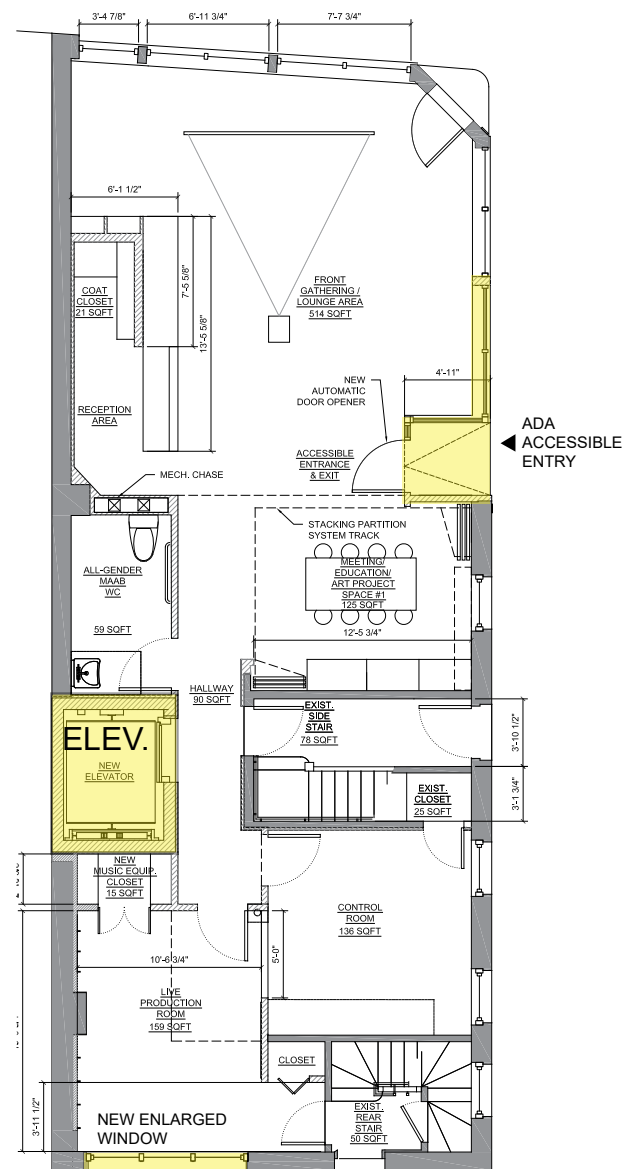 3'-4 7/8"
6'-11 3/4"
7'-7 3/4"
6'-1 1/2"
7'-5 5/8"
13'-5 5/8"
COAT
CLOSET
21 SQFT
FRONT
GATHERING /
LOUNGE AREA
514 SQFT
4'-11"
NEW
AUTOMATIC
DOOR OPENER
RECEPTION
AREA
ADA
ACCESSIBLE
ENTRY
ACCESSIBLE
ENTRANCE
& EXIT
MECH. CHASE
STACKING PARTITION
SYSTEM TRACK
MEETING/
EDUCATION/
ART PROJECT
SPACE #1
125 SQFT
ALL-GENDER
MAAB
WC
59 SQFT
12'-5 3/4"
HALLWAY
90 SQFT
EXIST.
SIDE
STAIR
78 SQFT
3'-10 1/2"
ELEV.
NEW
ELEVATOR
EXIST.
CLOSET
25 SQFT
3'-1 3/4"
NEW
MUSIC EQUIP.
CLOSET
15 SQFT
CONTROL
ROOM
136 SQFT
5'-0"
10'-6 3/4"
LIVE
PRODUCTION
ROOM
159 SQFT
CLOSET
3'-11 1/2"
NEW ENLARGED
WINDOW
EXIST.
REAR
STAIR
50 SQFT